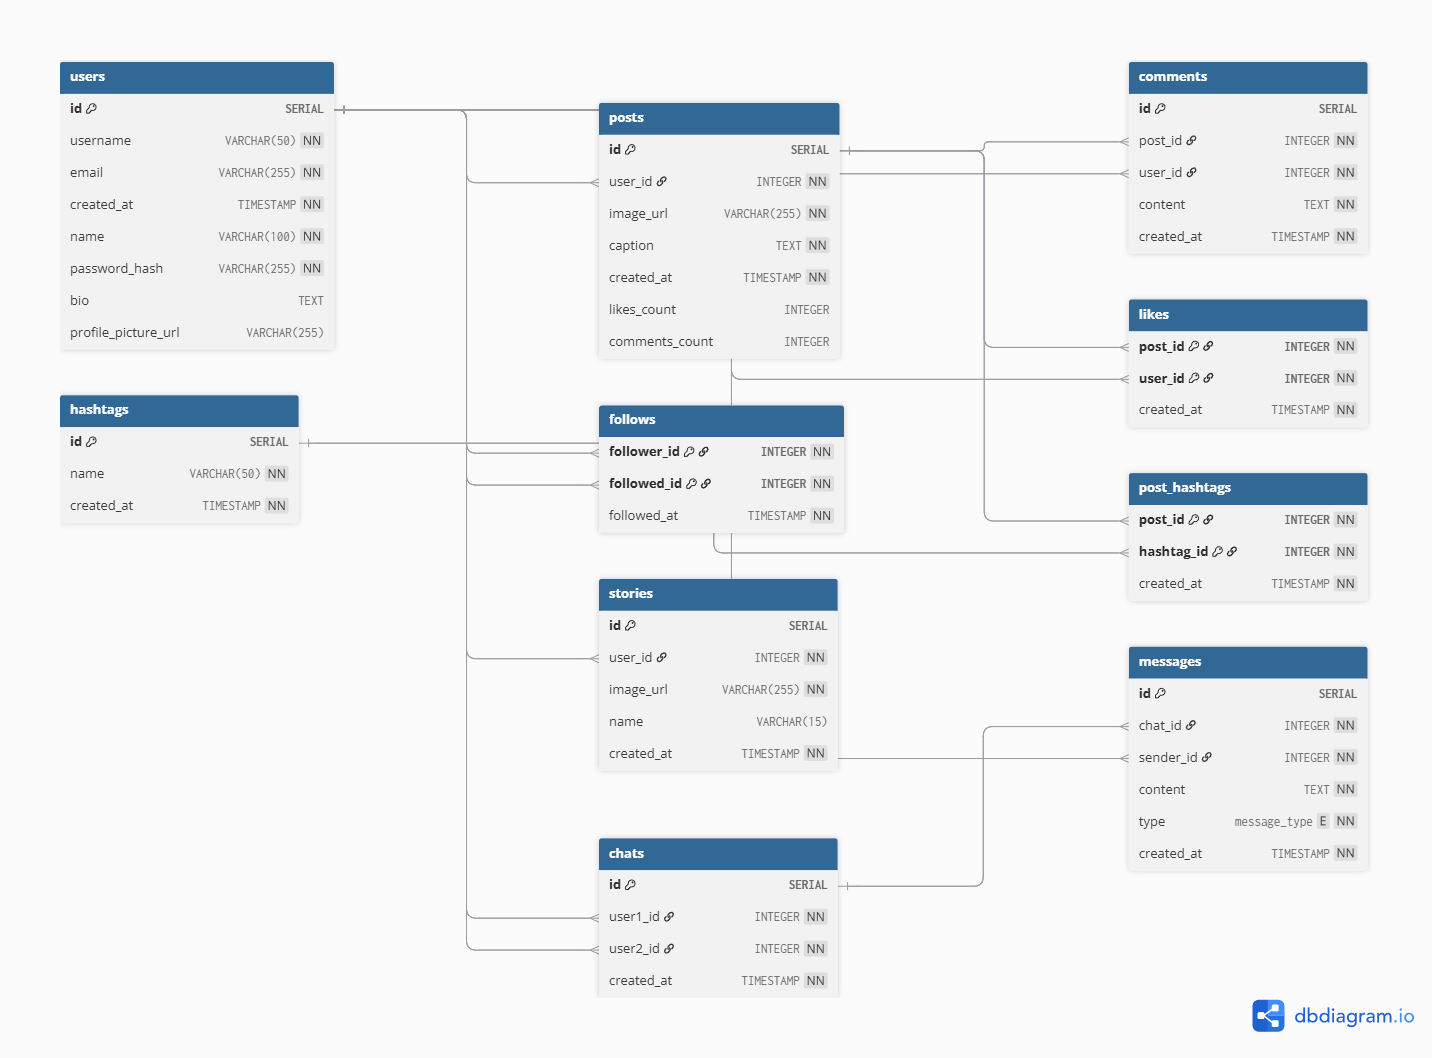 users
id SERIAL
username VARCHAR(50) NN
email VARCHAR(255) NN
created_at TIMESTAMP NN
name VARCHAR(100) NN
password_hash VARCHAR(255) NN
bio TEXT
profile_picture_url VARCHAR(255)
hashtags
id SERIAL
name VARCHAR(50) NN
created_at TIMESTAMP NN
posts
id SERIAL
user_id INTEGER NN
image_url VARCHAR(255) NN
caption TEXT NN
created_at TIMESTAMP NN
likes_count INTEGER
comments_count INTEGER
follows
follower_id INTEGER NN
followed_id INTEGER NN
followed_at TIMESTAMP NN
stories
id SERIAL
user_id INTEGER NN
image_url VARCHAR(255) NN
name VARCHAR(15)
created_at TIMESTAMP NN
chats
id SERIAL
user1_id INTEGER NN
user2_id INTEGER NN
created_at TIMESTAMP NN
comments
id SERIAL
post_id INTEGER NN
user_id INTEGER NN
content TEXT NN
created_at TIMESTAMP NN
likes
post_id INTEGER NN
user_id INTEGER NN
created_at TIMESTAMP NN
post_hashtags
post_id INTEGER NN
hashtag_id INTEGER NN
created_at TIMESTAMP NN
messages
id SERIAL
chat_id INTEGER NN
sender_id INTEGER NN
content TEXT NN
type message_type E NN
created_at TIMESTAMP NN
dbdiagram.io